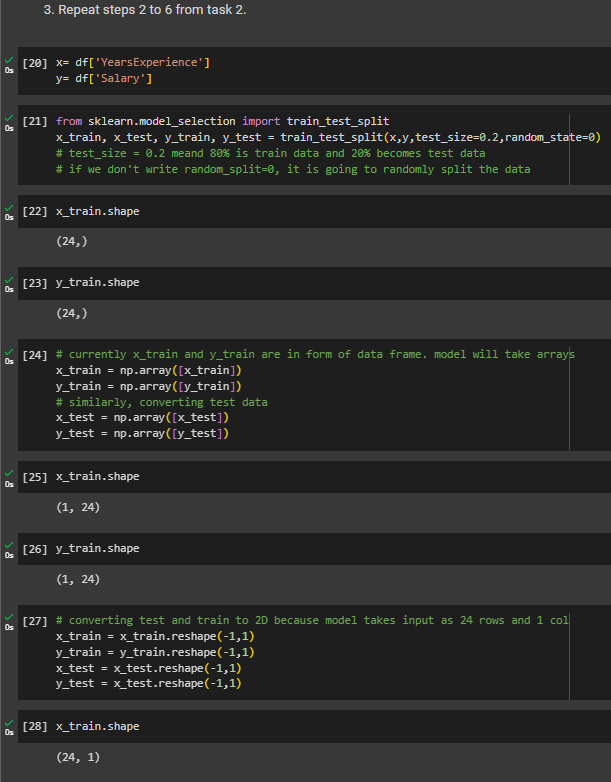 3. Repeat steps 2 to 6 from task 2.
0s
[20] x= df['YearsExperience']
y= df['Salary']
0s
[21] from sklearn.model_selection import train_test_split
x_train, x_test, y_train, y_test = train_test_split(x,y,test_size=0.2,random_state=0)
# test_size = 0.2 meand 80% is train data and 20% becomes test data
# if we don't write random_split=0, it is going to randomly split the data
0s
[22] x_train.shape
(24,)
0s
[23] y_train.shape
(24,)
0s
[24] # currently x_train and y_train are in form of data frame. model will take arrays
x_train = np.array([x_train])
y_train = np.array([y_train])
# similarly, converting test data
x_test = np.array([x_test])
y_test = np.array([y_test])
0s
[25] x_train.shape
(1, 24)
0s
[26] y_train.shape
(1, 24)
0s
[27] # converting test and train to 2D because model takes input as 24 rows and 1 col
x_train = x_train.reshape(-1,1)
y_train = y_train.reshape(-1,1)
x_test = x_test.reshape(-1,1)
y_test = x_test.reshape(-1,1)
0s
[28] x_train.shape
(24, 1)